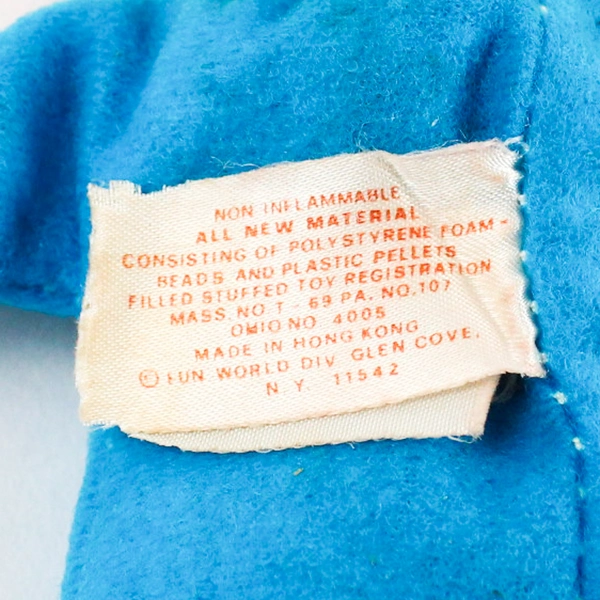 NON INFLAMMABLE
ALL NEW MATERIAL
CONSISTING OF POLYSTYRENE FOAM -
BEADS AND PLASTIC PELLETS
FILLED STUFFED TOY REGISTRATION
MASS. NO T - 69 PA. NO. 107
OHIO NO 4005
MADE IN HONG KONG
© FUN WORLD DIV. GLEN COVE,
N. Y. 11542